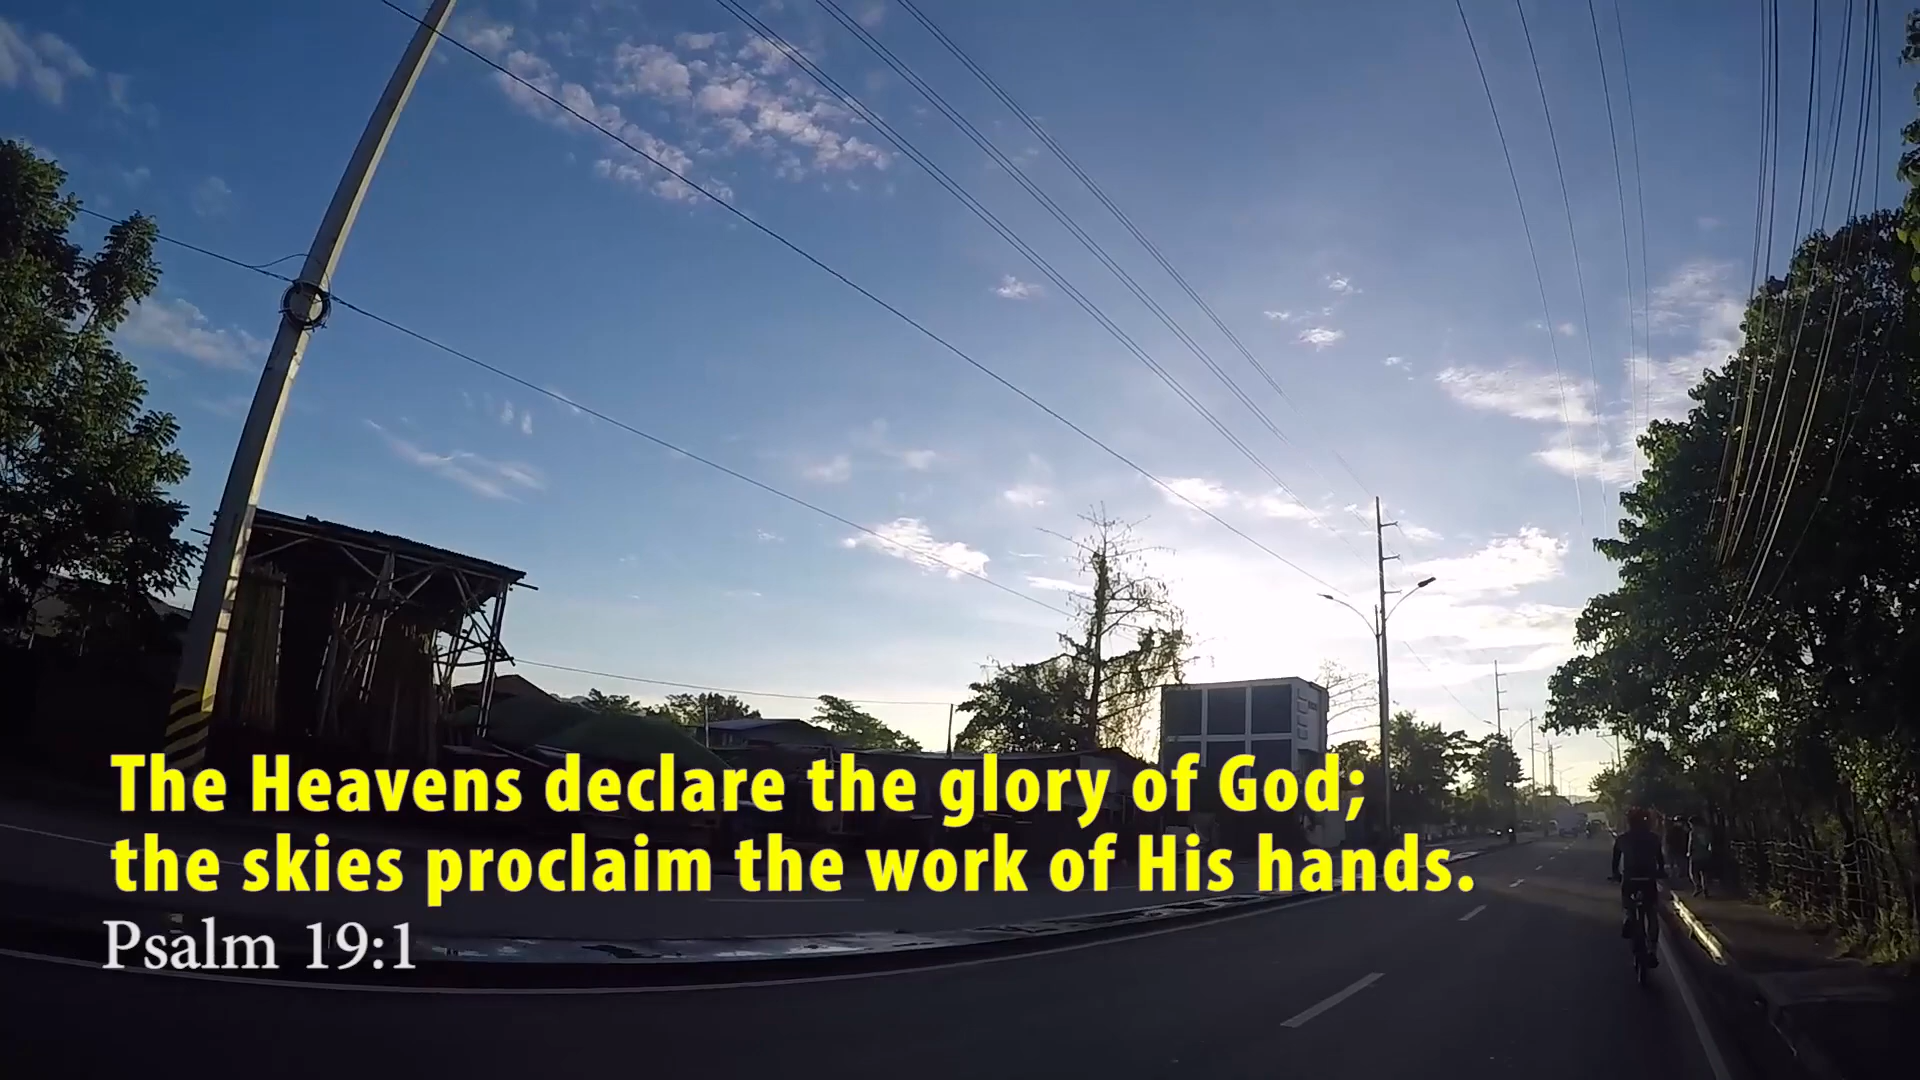 The Heavens declare the glory of God;
the skies proclaim the work of His hands.
Psalm 19:1